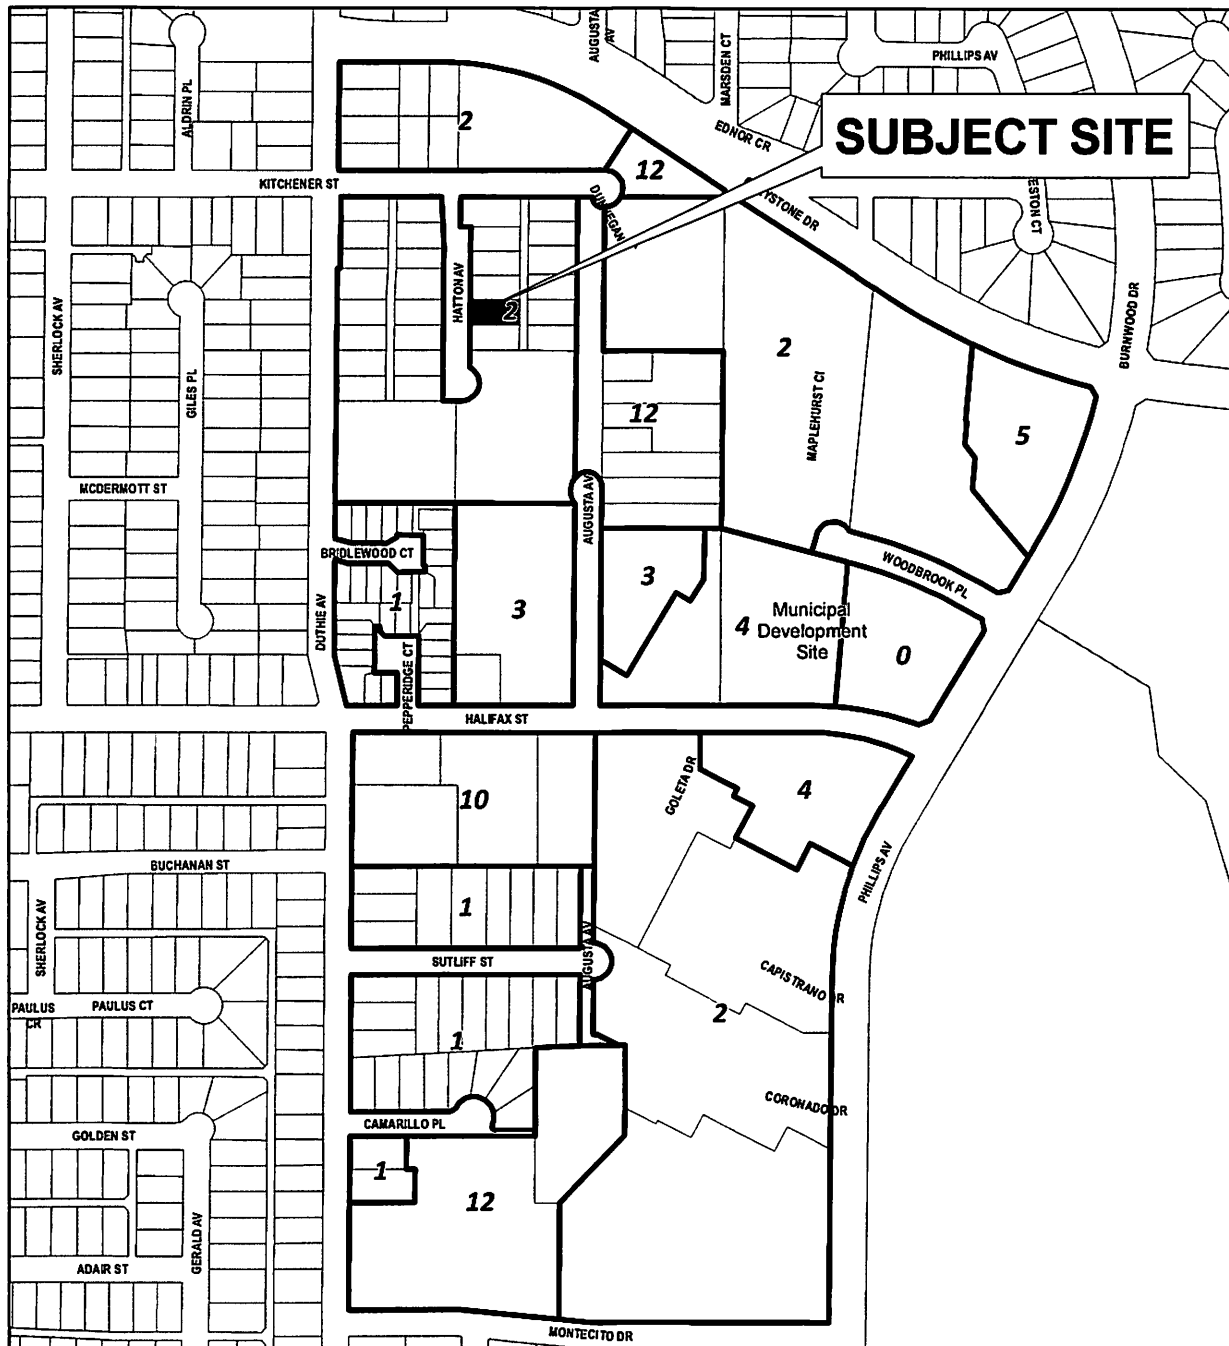 AUGUSTA
AV
MARSDEN CT
PHILLIPS AV
ALDRIN PL
SUBJECT SITE
EDNOR CR
2
12
KITCHENER ST
DUNVEGAN
YSTONE DR
ESTON CT
SHERLOCK AV
HATTON AV
2
BURNWOOD DR
GILES PL
2
MAPLEHURST CT
12
5
MCDERMOTT ST
AUGUSTA AV
BRIDLEWOOD CT
WOODBROOK PL
3
1
3
DUTHIE AV
4
Municipal
Development
Site
0
PEPPERIDGE CT
HALIFAX ST
GOLETA DR
4
10
BUCHANAN ST
PHILLIPS AV
1
SHERLOCK AV
AUGUSTA AV
SUTLIFF ST
CAPISTRANO DR
PAULUS
CR
PAULUS CT
2
1
CORONADO DR
CAMARILLO PL
GOLDEN ST
1
12
GERALD AV
ADAIR ST
MONTECITO DR